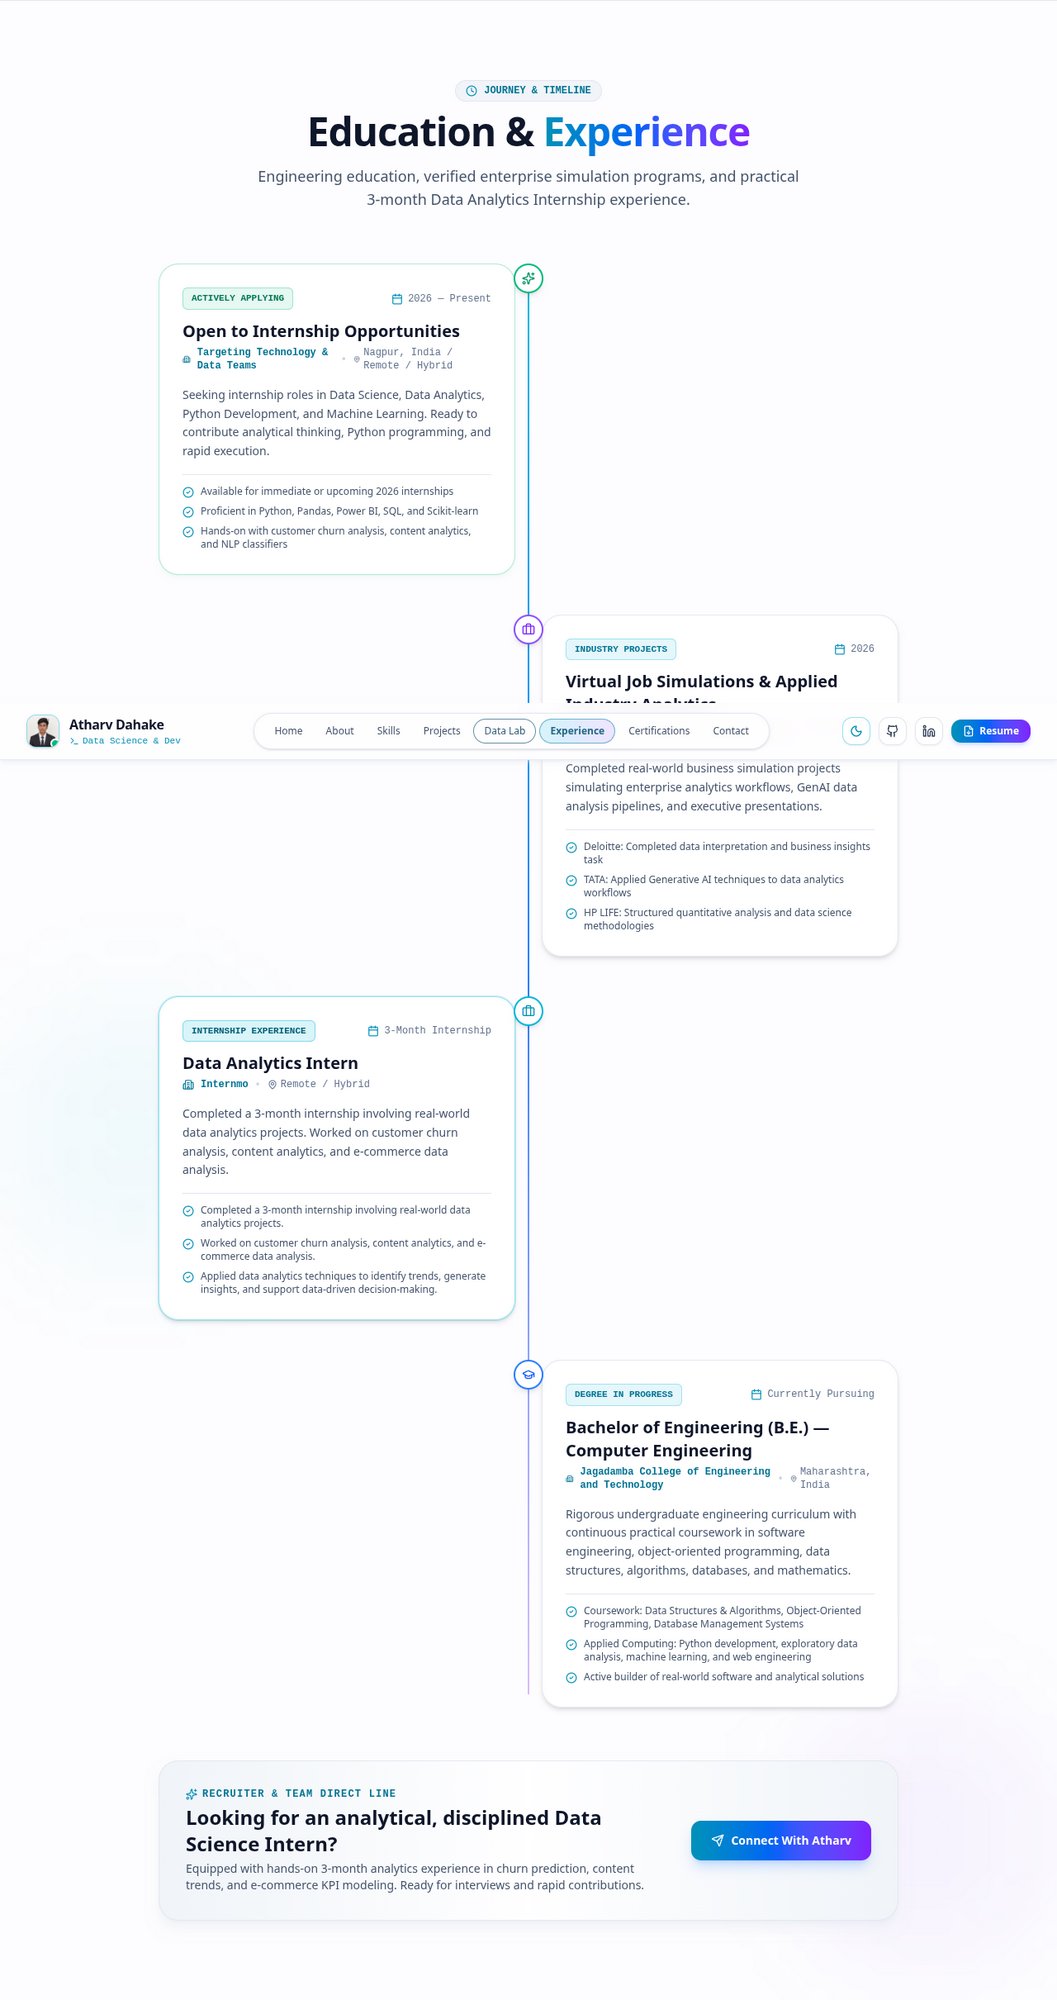 JOURNEY & TIMELINE
Education & Experience
Engineering education, verified enterprise simulation programs, and practical
3-month Data Analytics Internship experience.
ACTIVELY APPLYING
2026 — Present
Open to Internship Opportunities
Targeting Technology &
Data Teams
• Nagpur, India /
Remote / Hybrid
Seeking internship roles in Data Science, Data Analytics,
Python Development, and Machine Learning. Ready to
contribute analytical thinking, Python programming, and
rapid execution.
Available for immediate or upcoming 2026 internships
Proficient in Python, Pandas, Power BI, SQL, and Scikit-learn
Hands-on with customer churn analysis, content analytics,
and NLP classifiers
INDUSTRY PROJECTS
2026
Virtual Job Simulations & Applied
Industry Analytics
Atharv Dahake
Data Science & Dev
Home
About
Skills
Projects
Data Lab
Experience
Certifications
Contact
Resume
Completed real-world business simulation projects
simulating enterprise analytics workflows, GenAI data
analysis pipelines, and executive presentations.
Deloitte: Completed data interpretation and business insights
task
TATA: Applied Generative AI techniques to data analytics
workflows
HP LIFE: Structured quantitative analysis and data science
methodologies
INTERNSHIP EXPERIENCE
3-Month Internship
Data Analytics Intern
Internmo • Remote / Hybrid
Completed a 3-month internship involving real-world
data analytics projects. Worked on customer churn
analysis, content analytics, and e-commerce data
analysis.
Completed a 3-month internship involving real-world data
analytics projects.
Worked on customer churn analysis, content analytics, and e-
commerce data analysis.
Applied data analytics techniques to identify trends, generate
insights, and support data-driven decision-making.
DEGREE IN PROGRESS
Currently Pursuing
Bachelor of Engineering (B.E.) —
Computer Engineering
Jagadamba College of Engineering
and Technology
• Maharashtra,
India
Rigorous undergraduate engineering curriculum with
continuous practical coursework in software
engineering, object-oriented programming, data
structures, algorithms, databases, and mathematics.
Coursework: Data Structures & Algorithms, Object-Oriented
Programming, Database Management Systems
Applied Computing: Python development, exploratory data
analysis, machine learning, and web engineering
Active builder of real-world software and analytical solutions
RECRUITER & TEAM DIRECT LINE
Looking for an analytical, disciplined Data
Science Intern?
Equipped with hands-on 3-month analytics experience in churn prediction, content
trends, and e-commerce KPI modeling. Ready for interviews and rapid contributions.
Connect With Atharv